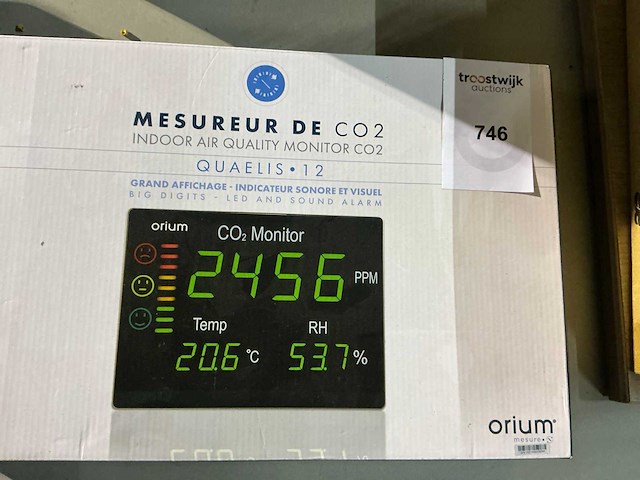 MESUREUR DE CO2
INDOOR AIR QUALITY MONITOR CO2
QUAELIS • 12
GRAND AFFICHAGE - INDICATEUR SONORE ET VISUEL
BIG DIGITS - LED AND SOUND ALARM
troostwijk
auctions
746
orium
CO₂ Monitor
2456 PPM
Temp RH
20.6 °C 53.7 %
orium®
mesure